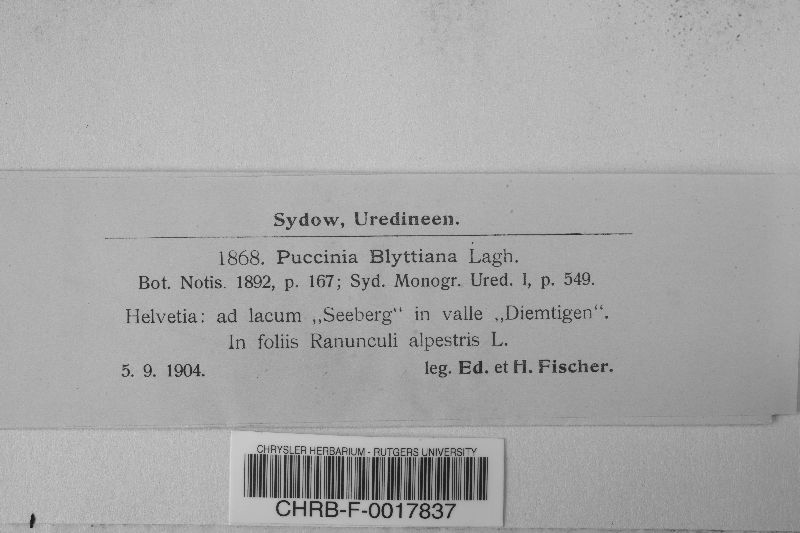 Sydow, Uredineen.
1868. Puccinia Blyttiana Lagh.
Bot. Notis. 1892, p. 167; Syd. Monogr. Ured. I, p. 549.
Helvetia: ad lacum „Seeberg“ in valle „Diemtigen“.
In foliis Ranunculi alpestris L.
5. 9. 1904. leg. Ed. et H. Fischer.
CHRYSLER HERBARIUM - RUTGERS UNIVERSITY
CHRB-F-0017837